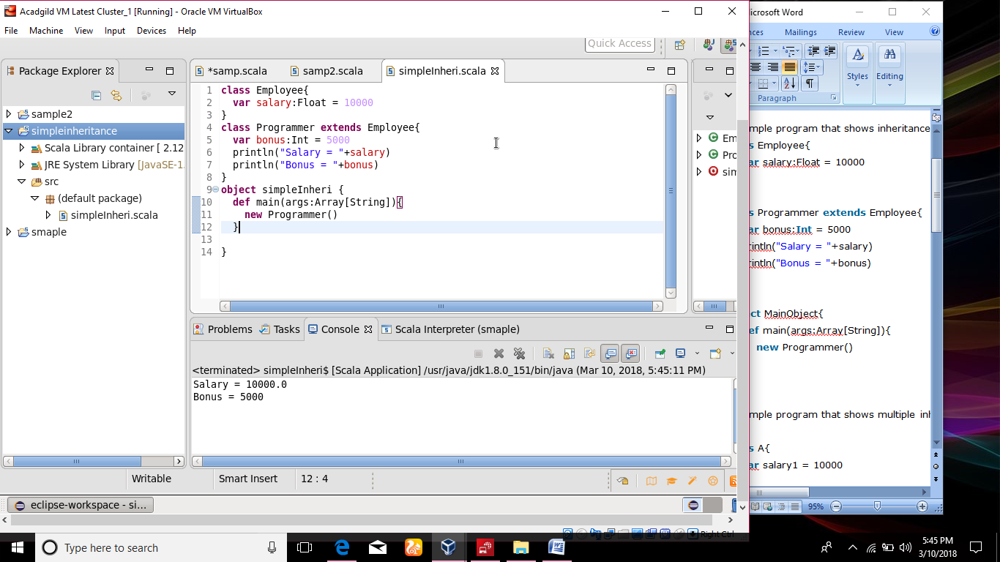 Acadgild VM Latest Cluster_1 [Running] - Oracle VM VirtualBox
File Machine View Input Devices Help
Quick Access
Package Explorer
*samp.scala samp2.scala simpleInheri.scala
sample2
simpleinheritance
Scala Library container [ 2.12
JRE System Library [JavaSE-1.
src
(default package)
simpleInheri.scala
smaple
1 class Employee{
2 var salary:Float = 10000
3 }
4 class Programmer extends Employee{
5 var bonus:Int = 5000
6 println("Salary = "+salary)
7 println("Bonus = "+bonus)
8 }
9 object simpleInheri {
10 def main(args:Array[String]){
11 new Programmer()
12 }
13
14 }
Em
Pro
sim
Problems Tasks Console Scala Interpreter (smaple)
<terminated> simpleInheri$ [Scala Application] /usr/java/jdk1.8.0_151/bin/java (Mar 10, 2018, 5:45:11 PM)
Salary = 10000.0
Bonus = 5000
Writable Smart Insert 12 : 4
eclipse-workspace - si...
Right Ctrl
icrosoft Word
nces Mailings Review View
Styles Editing
Paragraph
mple program that shows inheritance
s Employee{
ar salary:Float = 10000
s Programmer extends Employee{
ar bonus:Int = 5000
rintln("Salary = "+salary)
rintln("Bonus = "+bonus)
ct MainObject{
ef main(args:Array[String]){
new Programmer()
mple program that shows multiple inh
s A{
ar salary1 = 10000
95%
Type here to search
5:45 PM
3/10/2018